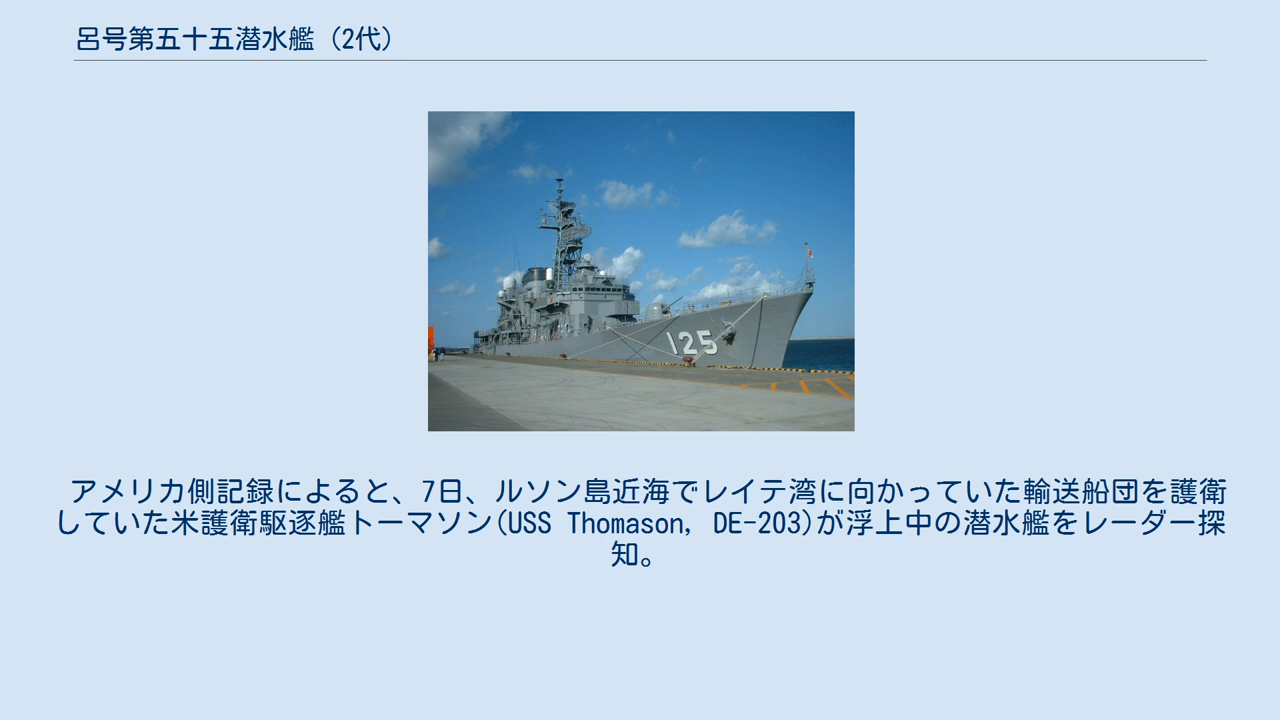 呂号第五十五潜水艦（2代）
125
アメリカ側記録によると、7日、ルソン島近海でレイテ湾に向かっていた輸送船団を護衛
していた米護衛駆逐艦トーマソン(USS Thomason, DE-203)が浮上中の潜水艦をレーダー探
知。